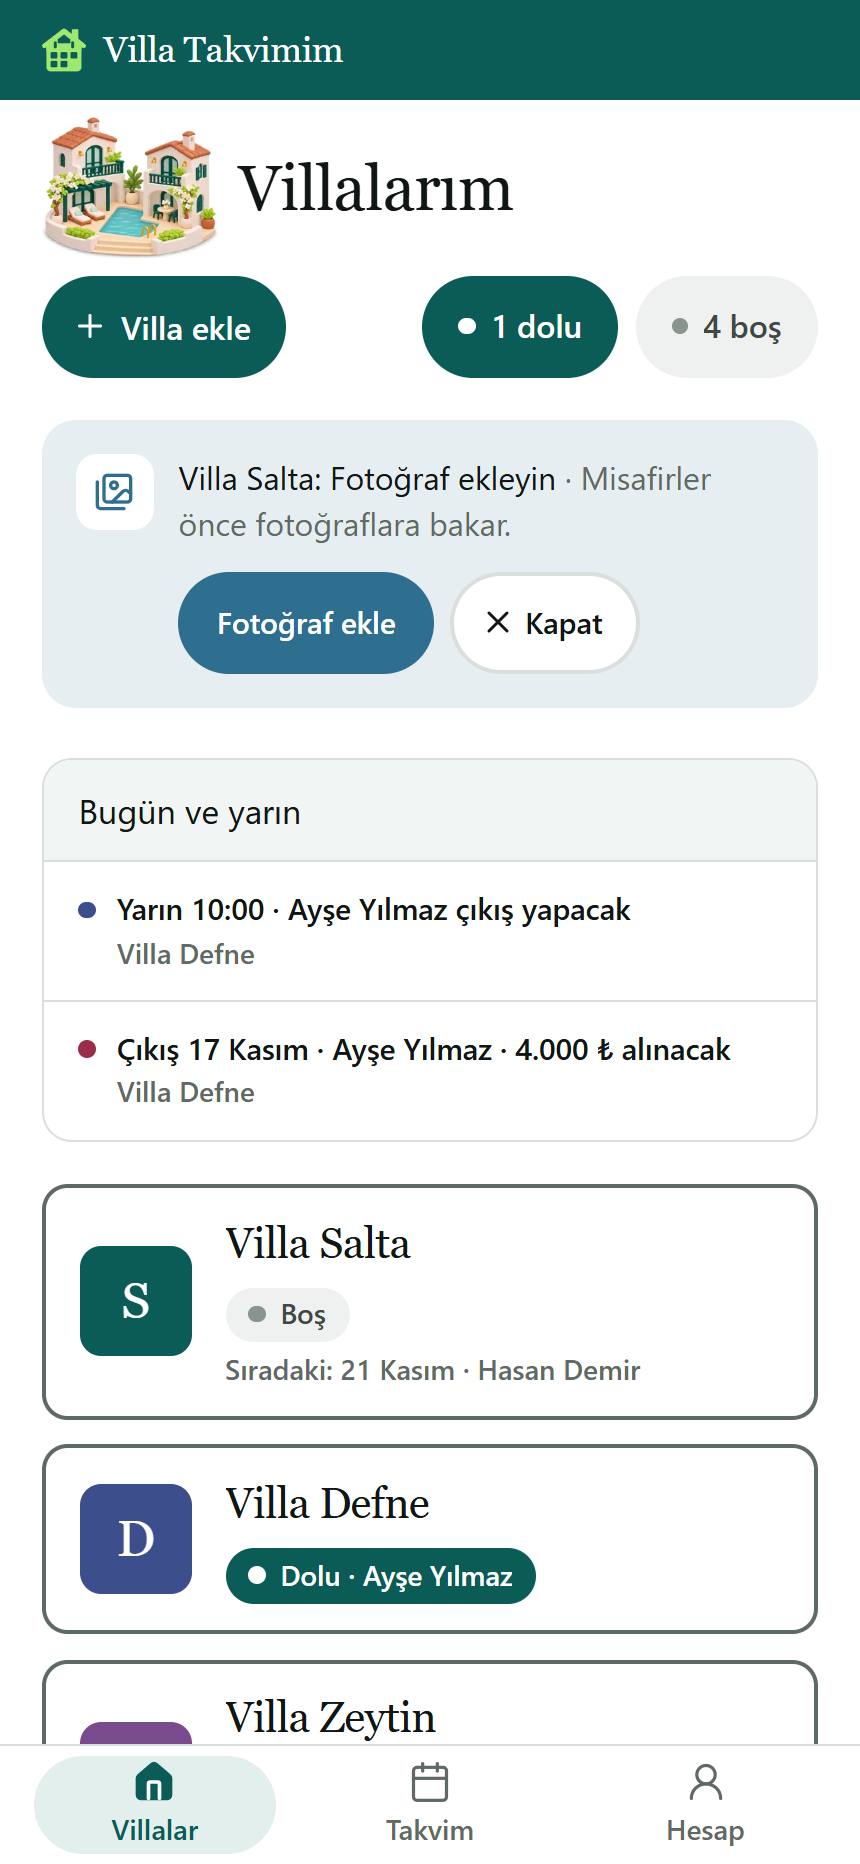 Villa Takvimim
Villalarım
+ Villa ekle
1 dolu
4 boş
Villa Salta: Fotoğraf ekleyin · Misafirler
önce fotoğraflara bakar.
Fotoğraf ekle
Kapat
Bugün ve yarın
Yarın 10:00 · Ayşe Yılmaz çıkış yapacak
Villa Defne
Çıkış 17 Kasım · Ayşe Yılmaz · 4.000 ₺ alınacak
Villa Defne
S
Villa Salta
Boş
Sıradaki: 21 Kasım · Hasan Demir
D
Villa Defne
Dolu · Ayşe Yılmaz
Villa Zeytin
Villalar
Takvim
Hesap